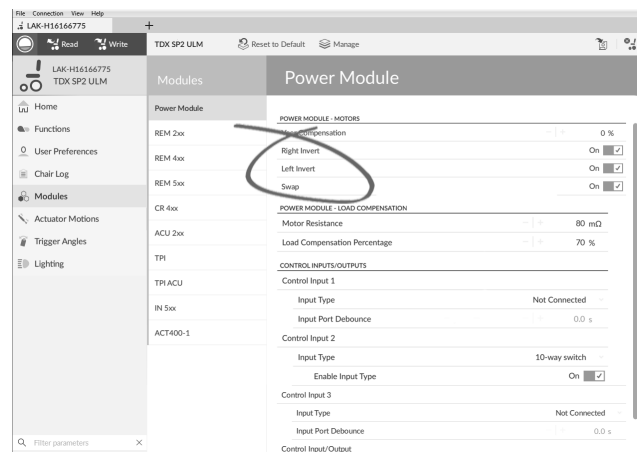 File Connection View Help
LAK-H16166775 +
Read Write TDX SP2 ULM Reset to Default Manage
LAK-H16166775
TDX SP2 ULM
Home
Functions
User Preferences
Chair Log
Modules
Actuator Motions
Trigger Angles
Lighting
Filter parameters ×
Modules
Power Module
REM 2xx
REM 4xx
REM 5xx
CR 4xx
ACU 2xx
TPI
TPI ACU
IN 5xx
ACT400-1
Power Module
POWER MODULE - MOTORS
Compensation 0 %
Right Invert On
Left Invert On
Swap On
POWER MODULE - LOAD COMPENSATION
Motor Resistance − + 80 mΩ
Load Compensation Percentage − + 70 %
CONTROL INPUTS/OUTPUTS
Control Input 1
Input Type Not Connected
Input Port Debounce 0.0 s
Control Input 2
Input Type 10-way switch
Enable Input Type On
Control Input 3
Input Type Not Connected
Input Port Debounce 0.0 s
Control Input/Output